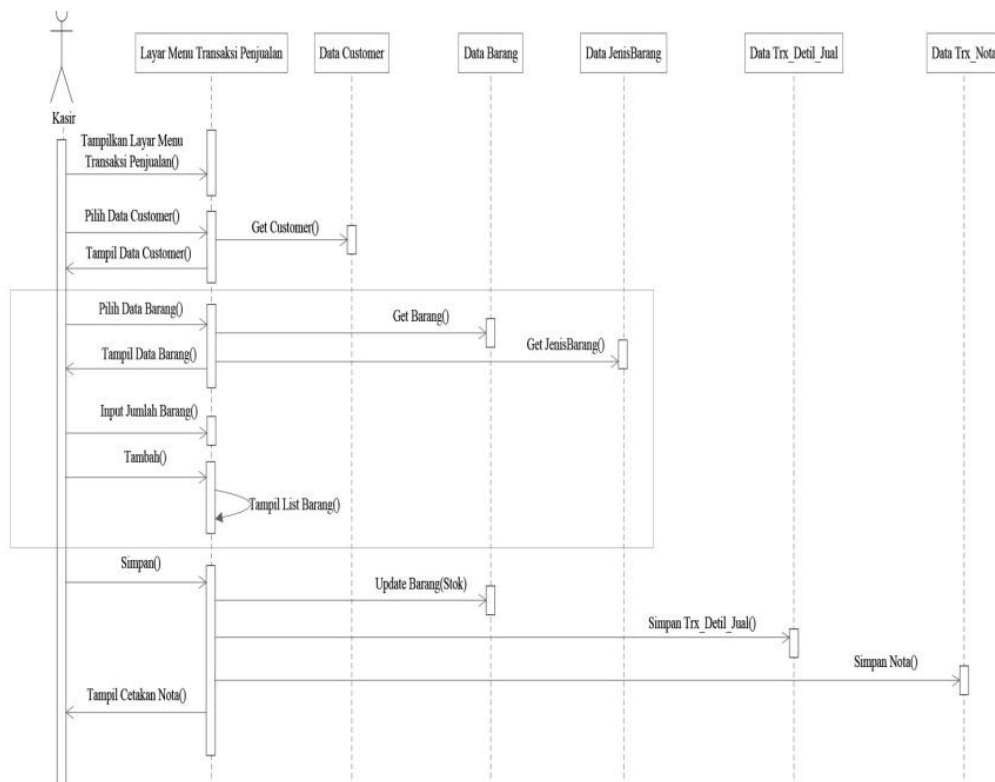 Kasir
Layar Menu Transaksi Penjualan
Data Customer
Data Barang
Data JenisBarang
Data Trx_Detil_Jual
Data Trx_Nota
Tampilkan Layar Menu
Transaksi Penjualan()
Pilih Data Customer()
Get Customer()
Tampil Data Customer()
Pilih Data Barang()
Get Barang()
Get JenisBarang()
Tampil Data Barang()
Input Jumlah Barang()
Tambah()
Tampil List Barang()
Simpan()
Update Barang(Stok)
Simpan Trx_Detil_Jual()
Simpan Nota()
Tampil Cetakan Nota()